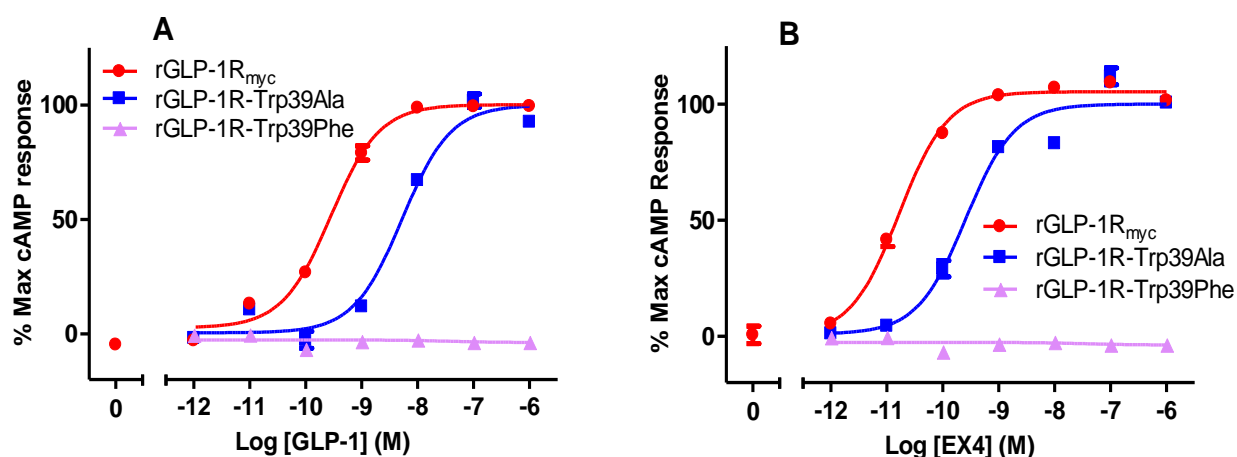 A
rGLP-1Rmyc
rGLP-1R-Trp39Ala
rGLP-1R-Trp39Phe
% Max cAMP response
100
50
0
0
-12 -11 -10 -9 -8 -7 -6
Log [GLP-1] (M)
B
rGLP-1Rmyc
rGLP-1R-Trp39Ala
rGLP-1R-Trp39Phe
% Max cAMP Response
100
50
0
0
-12 -11 -10 -9 -8 -7 -6
Log [EX4] (M)